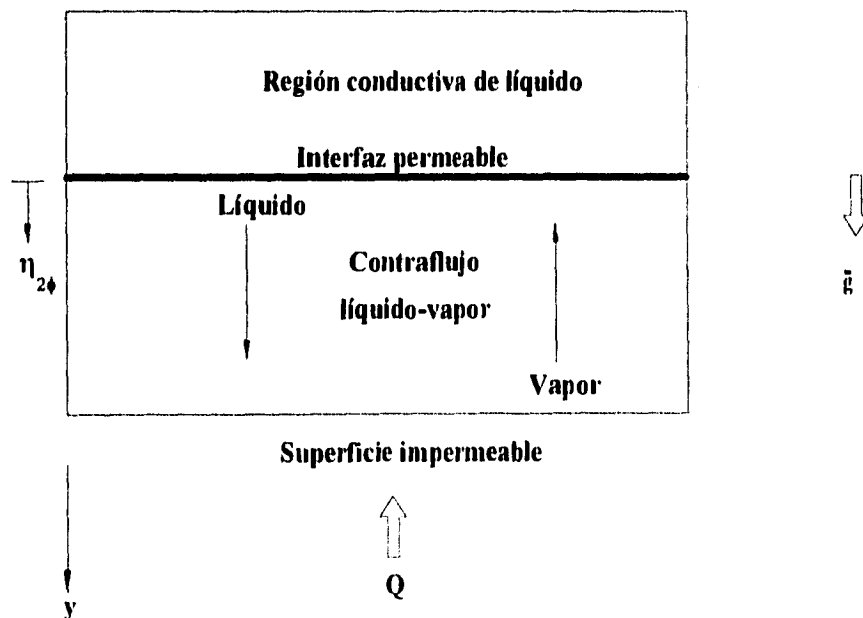 Región conductiva de líquido
Interfaz permeable
Líquido
η2φ
Contraflujo
líquido-vapor
Vapor
Superficie impermeable
Q
y